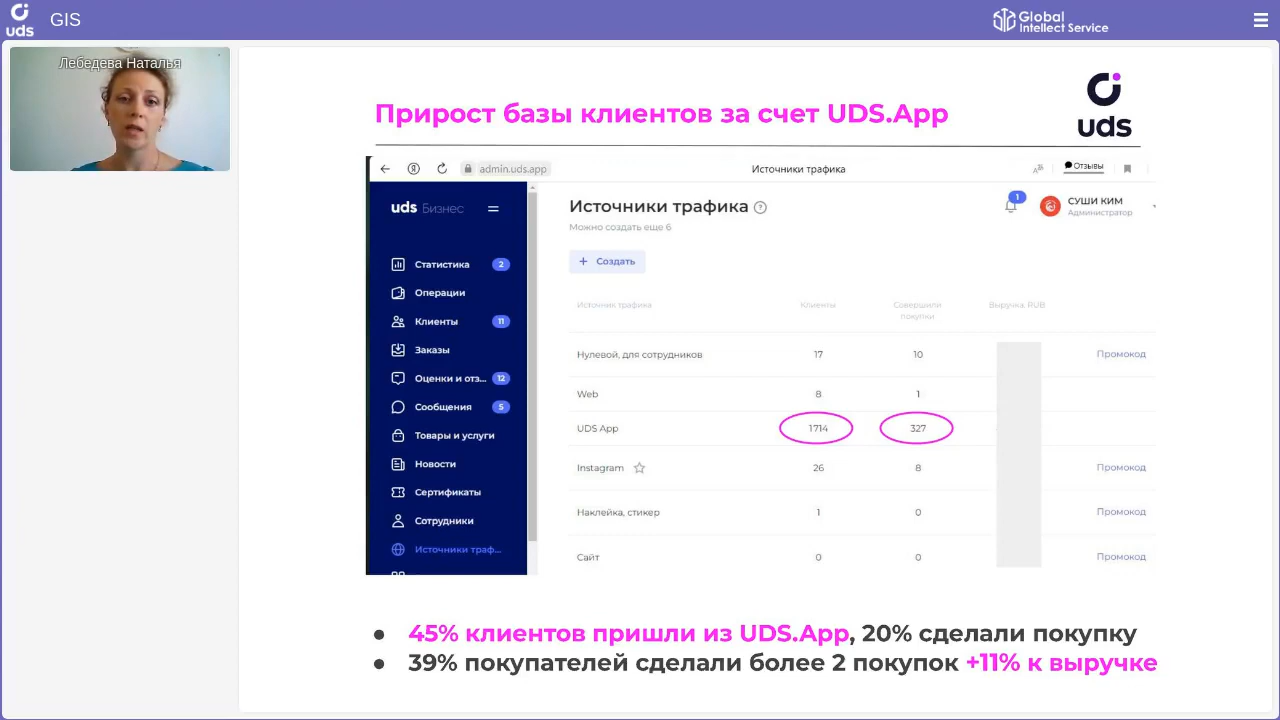 uds
GIS
Global
Intellect Service
Лебедева Наталья
Прирост базы клиентов за счет UDS.App
uds
admin.uds.app
Источники трафика
Отзывы
uds Бизнес
Источники трафика
Можно создать еще 6
1
СУШИ КИМ
Администратор
+ Создать
Статистика 2
Операции
Клиенты 11
Заказы
Оценки и отз... 12
Сообщения 5
Товары и услуги
Новости
Сертификаты
Сотрудники
Источники траф...
Источник трафика Клиенты Совершили покупки Выручка, RUB
Нулевой, для сотрудников 17 10 Промокод
Web 8 1
UDS App 1714 327
Instagram 26 8 Промокод
Наклейка, стикер 1 0 Промокод
Сайт 0 0 Промокод
● 45% клиентов пришли из UDS.App, 20% сделали покупку
● 39% покупателей сделали более 2 покупок +11% к выручке